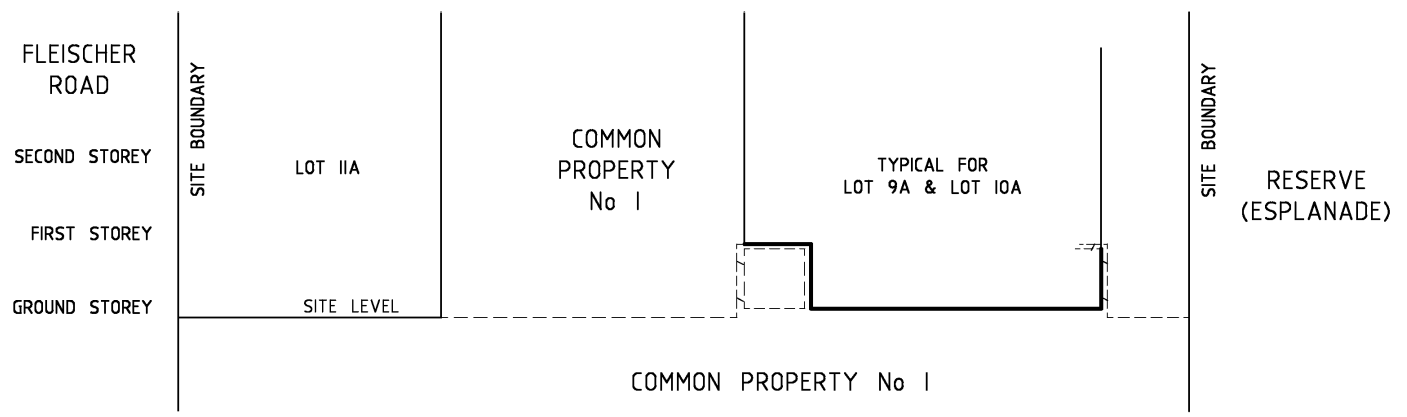 FLEISCHER
ROAD
SECOND STOREY
FIRST STOREY
GROUND STOREY
SITE BOUNDARY
LOT 11A
SITE LEVEL
COMMON
PROPERTY
No 1
TYPICAL FOR
LOT 9A & LOT 10A
SITE BOUNDARY
RESERVE
(ESPLANADE)
COMMON PROPERTY No 1